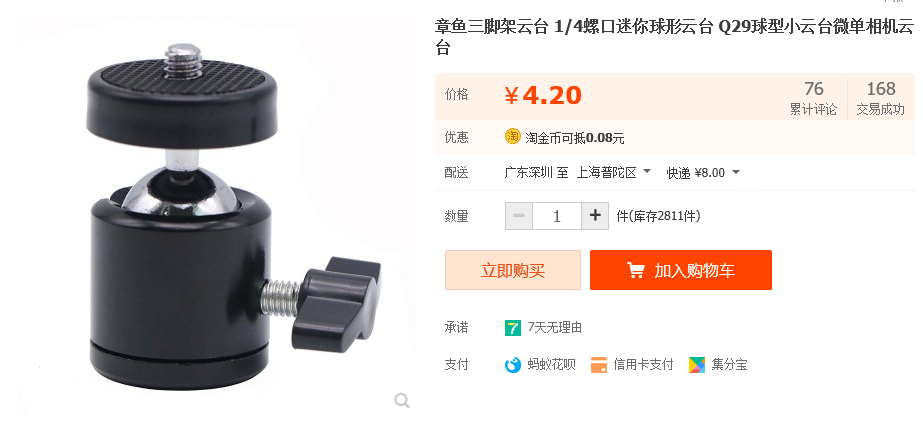 章鱼三脚架云台 1/4螺口迷你球形云台 Q29球型小云台微单相机云
台
价格 ¥4.20 76 168
累计评论 交易成功
优惠 淘 淘金币可抵0.08元
配送 广东深圳 至 上海普陀区 快递 ¥8.00
数量 − 1 + 件(库存2811件)
立即购买 加入购物车
承诺 7 7天无理由
支付 蚂蚁花呗 信用卡支付 集分宝